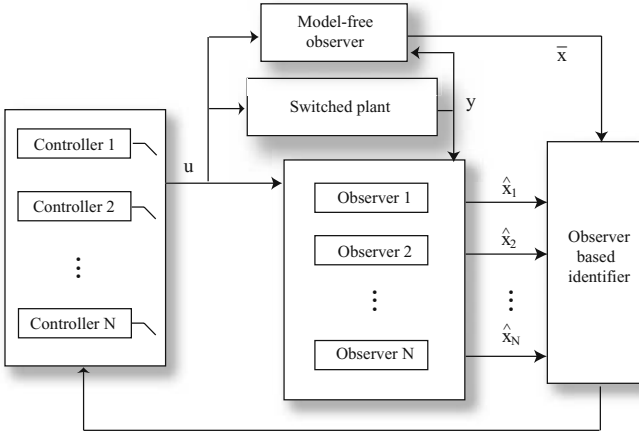 Model-free
observer
x̅
Switched plant
y
Controller 1
u
Observer 1
x̂₁
Controller 2
Observer 2
x̂₂
Observer
based
identifier
⋮
⋮
⋮
Controller N
Observer N
x̂_N